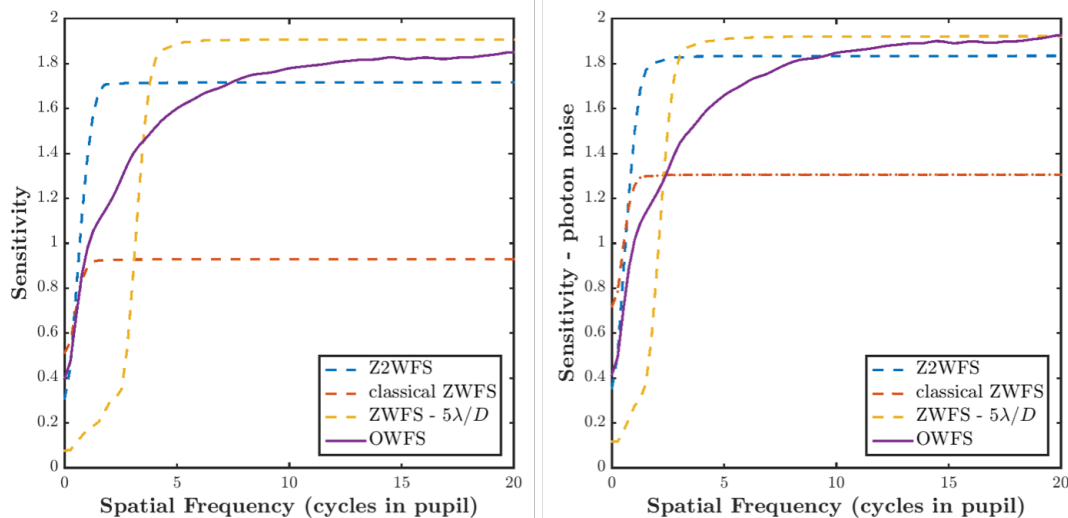 2
1.8
1.6
1.4
1.2
1
0.8
0.6
0.4
0.2
0
Sensitivity
0 5 10 15 20
Spatial Frequency (cycles in pupil)
Z2WFS
classical ZWFS
ZWFS - 5λ/D
OWFS
2
1.8
1.6
1.4
1.2
1
0.8
0.6
0.4
0.2
0
Sensitivity - photon noise
0 5 10 15 20
Spatial Frequency (cycles in pupil)
Z2WFS
classical ZWFS
ZWFS - 5λ/D
OWFS